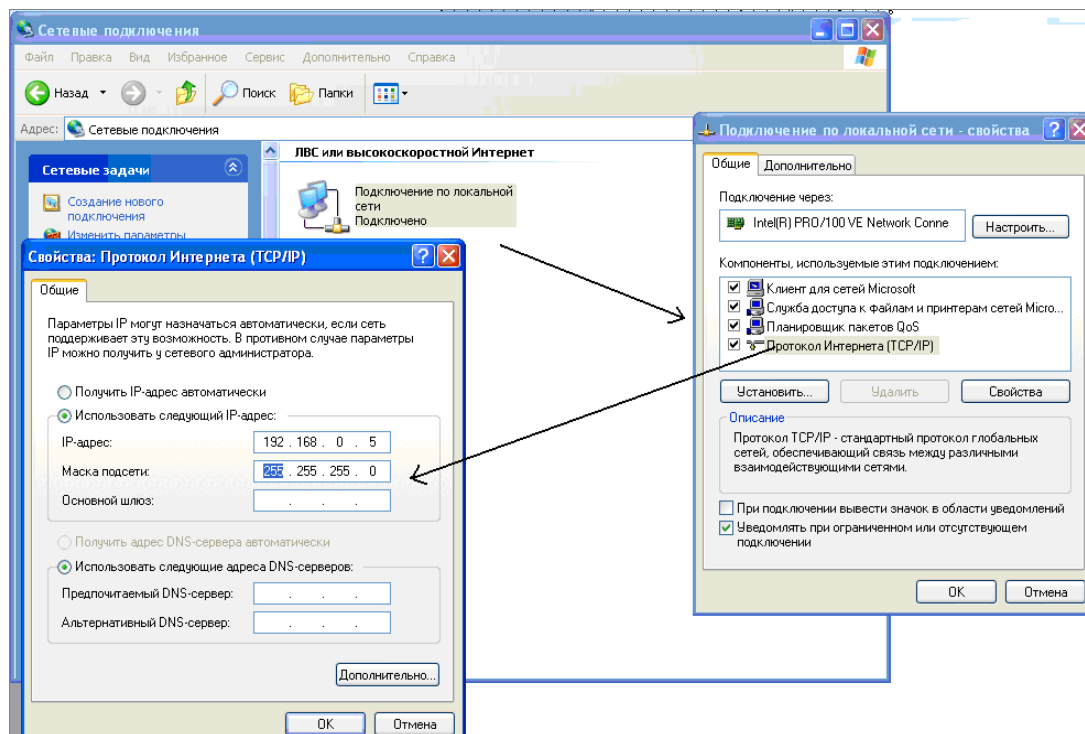 Сетевые подключения
Файл Правка Вид Избранное Сервис Дополнительно Справка
Назад Поиск Папки
Адрес: Сетевые подключения
Сетевые задачи
Создание нового
подключения
Изменить параметры
ЛВС или высокоскоростной Интернет
Подключение по локальной
сети
Подключено
Подключение по локальной сети - свойства
Общие Дополнительно
Подключение через:
Intel(R) PRO/100 VE Network Conne
Настроить...
Компоненты, используемые этим подключением:
Клиент для сетей Microsoft
Служба доступа к файлам и принтерам сетей Micro...
Планировщик пакетов QoS
Протокол Интернета (TCP/IP)
Установить... Удалить Свойства
Описание
Протокол TCP/IP - стандартный протокол глобальных
сетей, обеспечивающий связь между различными
взаимодействующими сетями.
При подключении вывести значок в области уведомлений
Уведомлять при ограниченном или отсутствующем
подключении
OK Отмена
Свойства: Протокол Интернета (TCP/IP)
Общие
Параметры IP могут назначаться автоматически, если сеть
поддерживает эту возможность. В противном случае параметры
IP можно получить у сетевого администратора.
Получить IP-адрес автоматически
Использовать следующий IP-адрес:
IP-адрес: 192 . 168 . 0 . 5
Маска подсети: 255 . 255 . 255 . 0
Основной шлюз: . . .
Получить адрес DNS-сервера автоматически
Использовать следующие адреса DNS-серверов:
Предпочитаемый DNS-сервер: . . .
Альтернативный DNS-сервер: . . .
Дополнительно...
OK Отмена